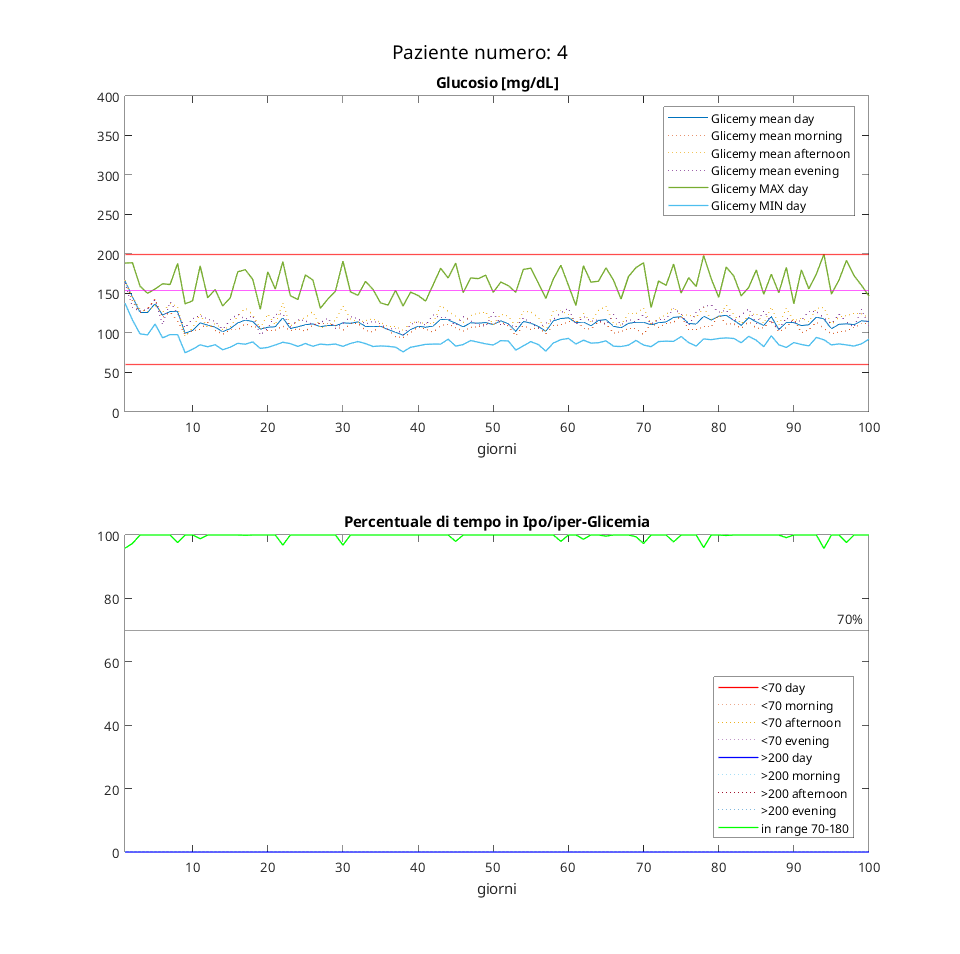 Paziente numero: 4
Glucosio [mg/dL]
400
350
300
250
200
150
100
50
0
Glicemy mean day
Glicemy mean morning
Glicemy mean afternoon
Glicemy mean evening
Glicemy MAX day
Glicemy MIN day
10 20 30 40 50 60 70 80 90 100
giorni
Percentuale di tempo in Ipo/iper-Glicemia
100
80
60
40
20
0
70%
<70 day
<70 morning
<70 afternoon
<70 evening
>200 day
>200 morning
>200 afternoon
>200 evening
in range 70-180
10 20 30 40 50 60 70 80 90 100
giorni